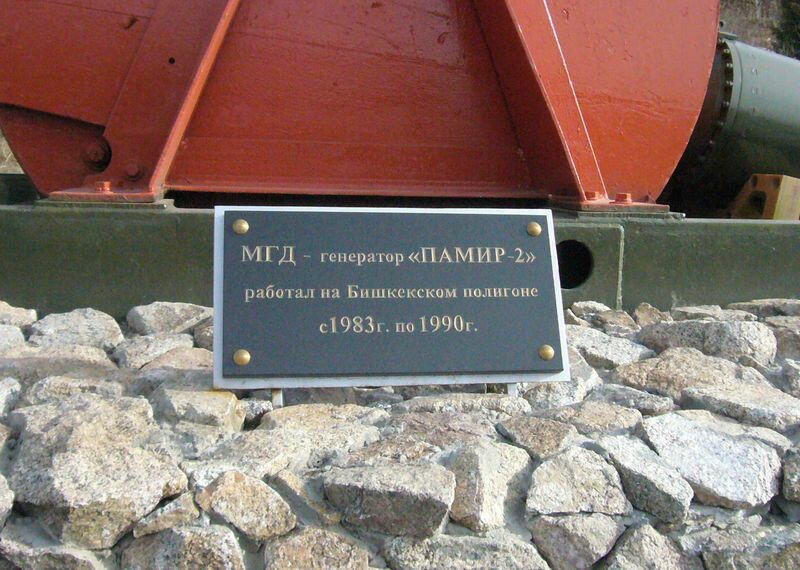 МГД - генератор «ПАМИР-2»
работал на Бишкекском полигоне
с1983г. по 1990г.